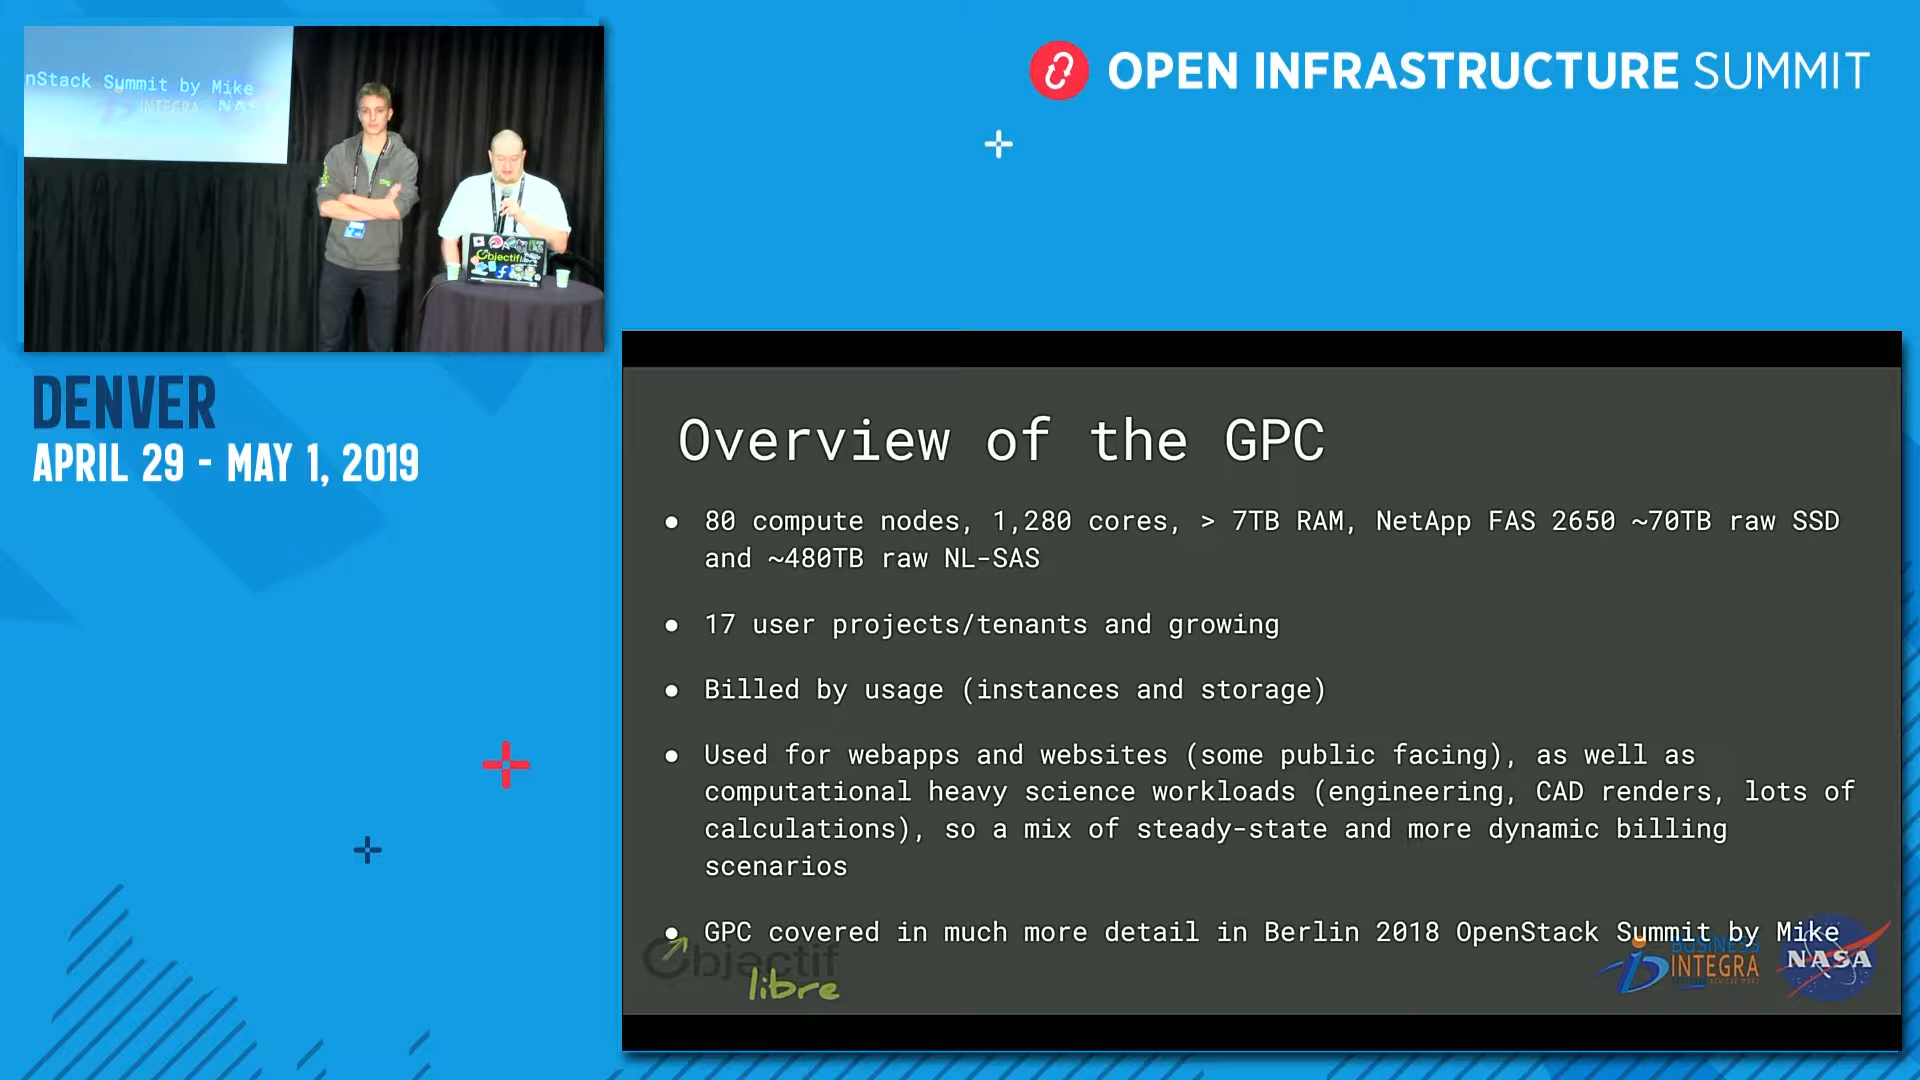 nStack Summit by Mike
INTEGRA NAS
Objectif
OPEN INFRASTRUCTURE SUMMIT
DENVER
APRIL 29 - MAY 1, 2019
Overview of the GPC
● 80 compute nodes, 1,280 cores, > 7TB RAM, NetApp FAS 2650 ~70TB raw SSD
and ~480TB raw NL-SAS
● 17 user projects/tenants and growing
● Billed by usage (instances and storage)
● Used for webapps and websites (some public facing), as well as
computational heavy science workloads (engineering, CAD renders, lots of
calculations), so a mix of steady-state and more dynamic billing
scenarios
● GPC covered in much more detail in Berlin 2018 OpenStack Summit by Mike
Objectif
libre
BUSINESS
INTEGRA
NASA